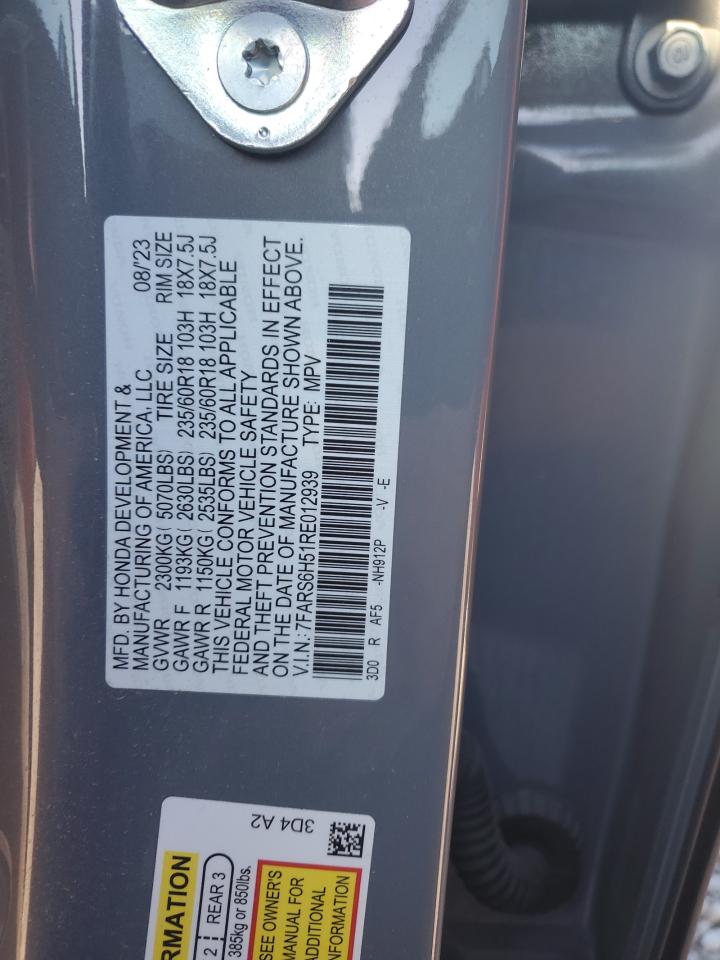 MFD. BY HONDA DEVELOPMENT &
MANUFACTURING OF AMERICA, LLC 08/'23
GVWR 2300KG( 5070LBS) TIRE SIZE RIM SIZE
GAWR F 1193KG( 2630LBS) 235/60R18 103H 18X7.5J
GAWR R 1150KG( 2535LBS) 235/60R18 103H 18X7.5J
THIS VEHICLE CONFORMS TO ALL APPLICABLE
FEDERAL MOTOR VEHICLE SAFETY
AND THEFT PREVENTION STANDARDS IN EFFECT
ON THE DATE OF MANUFACTURE SHOWN ABOVE.
V.I.N.: 7FARS6H51RE012939 TYPE: MPV
3D0 R AF5 -NH912P -V -E
3D4 A2
RMATION
2 REAR 3
385kg or 850lbs.
SEE OWNER'S
MANUAL FOR
ADDITIONAL
INFORMATION